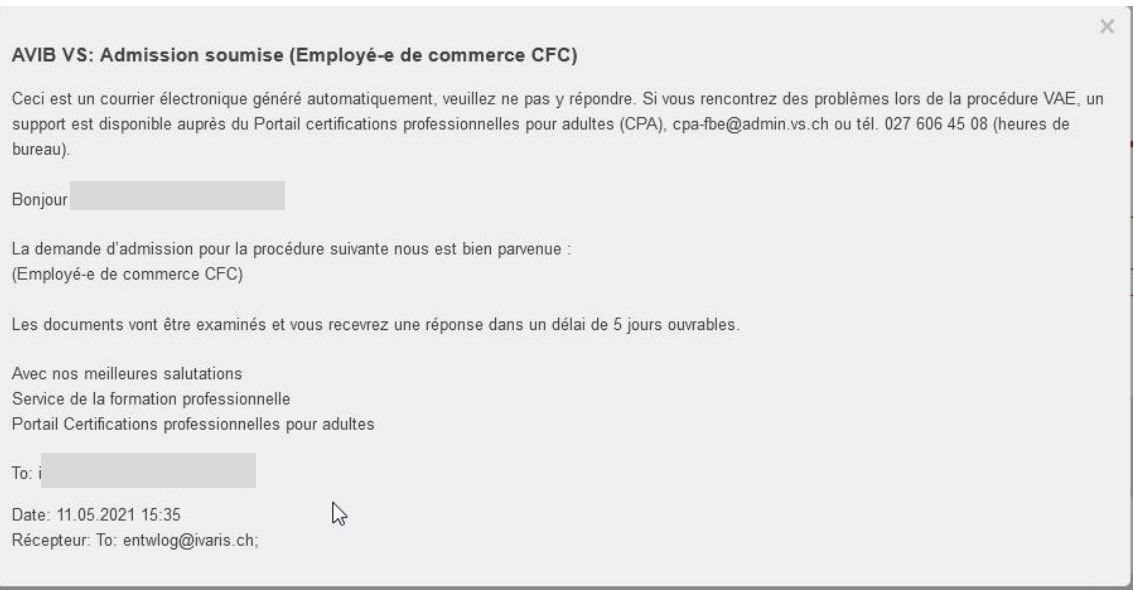 AVIB VS: Admission soumise (Employé-e de commerce CFC)
Ceci est un courrier électronique généré automatiquement, veuillez ne pas y répondre. Si vous rencontrez des problèmes lors de la procédure VAE, un
support est disponible auprès du Portail certifications professionnelles pour adultes (CPA), cpa-fbe@admin.vs.ch ou tél. 027 606 45 08 (heures de
bureau).
Bonjour
La demande d'admission pour la procédure suivante nous est bien parvenue :
(Employé-e de commerce CFC)
Les documents vont être examinés et vous recevrez une réponse dans un délai de 5 jours ouvrables.
Avec nos meilleures salutations
Service de la formation professionnelle
Portail Certifications professionnelles pour adultes
To: i
Date: 11.05.2021 15:35
Récepteur: To: entwlog@ivaris.ch;